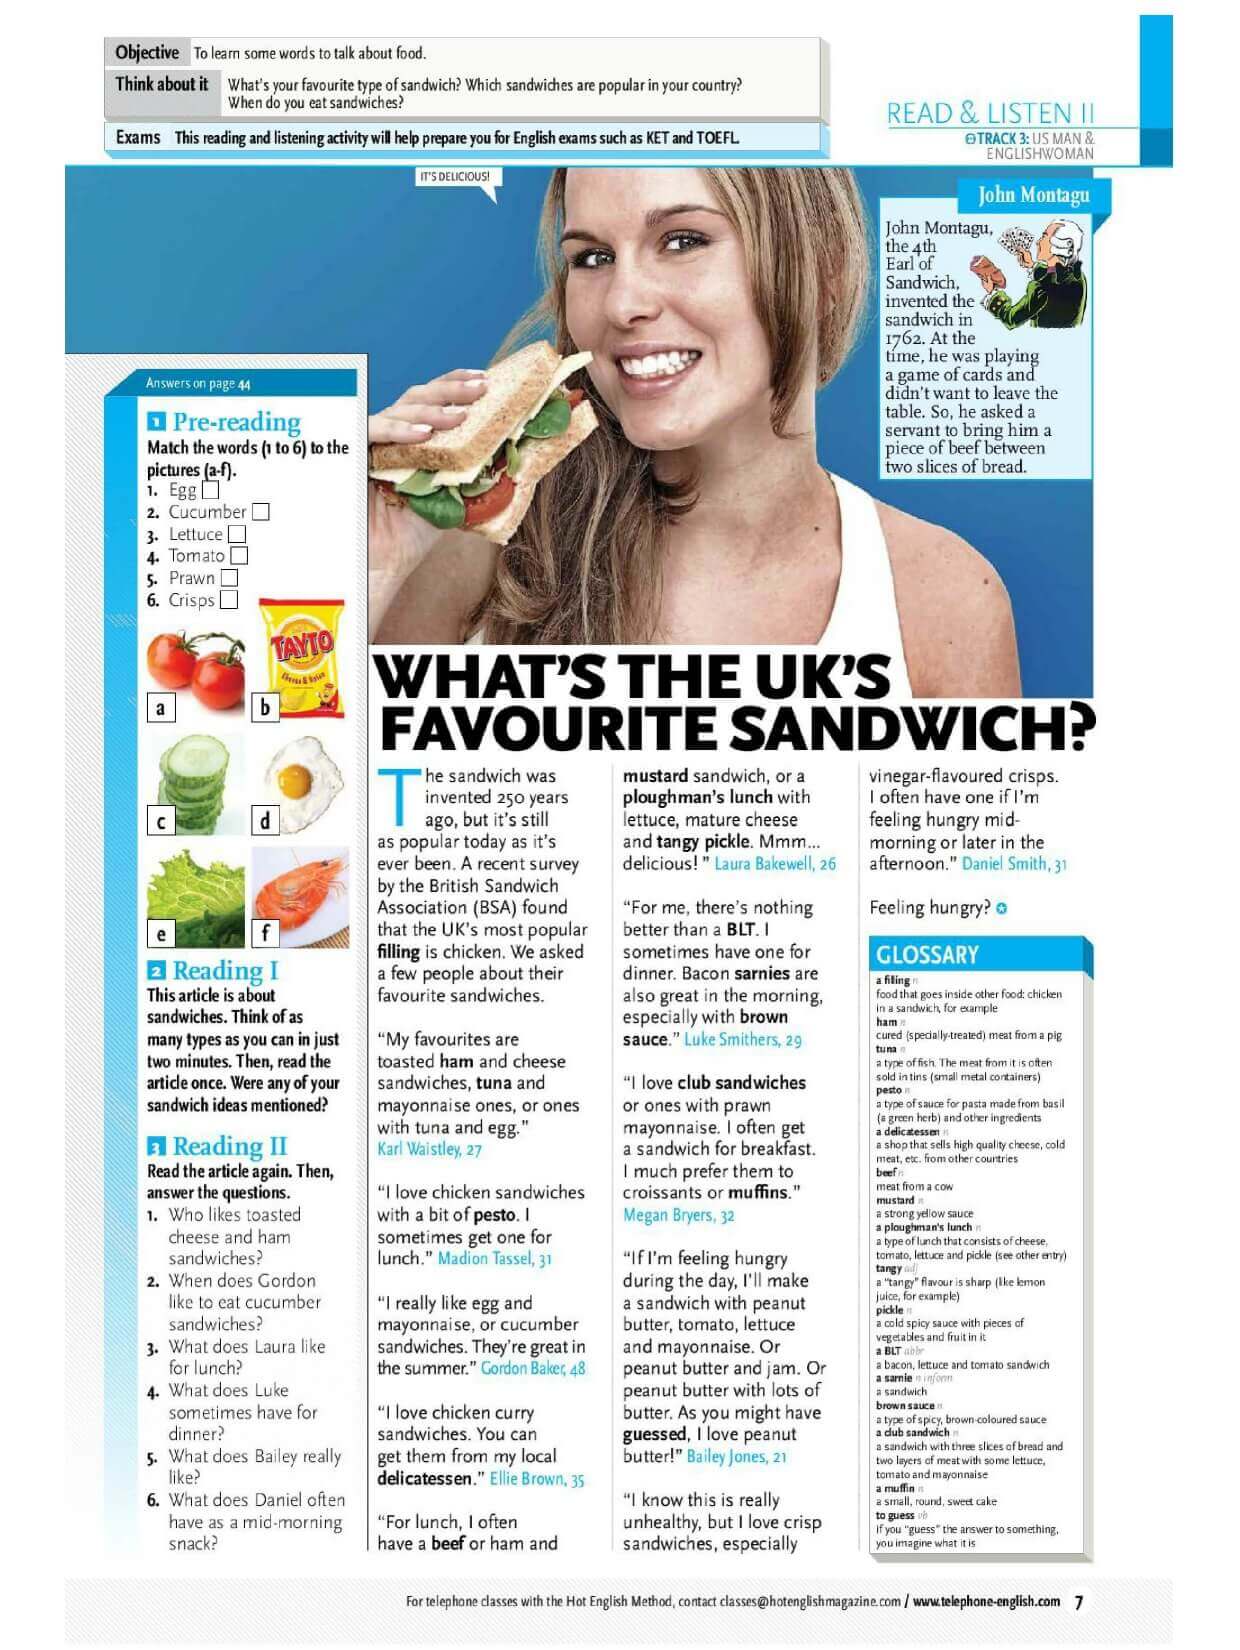 Objective To learn some words to talk about food.
Think about it What's your favourite type of sandwich? Which sandwiches are popular in your country?
When do you eat sandwiches?
Exams This reading and listening activity will help prepare you for English exams such as KET and TOEFL.
READ & LISTEN II
TRACK 3: US MAN &
ENGLISHWOMAN
IT'S DELICIOUS!
John Montagu
John Montagu,
the 4th
Earl of
Sandwich,
invented the
sandwich in
1762. At the
time, he was playing
a game of cards and
didn't want to leave the
table. So, he asked a
servant to bring him a
piece of beef between
two slices of bread.
Answers on page 44
1 Pre-reading
Match the words (1 to 6) to the
pictures (a-f).
1. Egg
2. Cucumber
3. Lettuce
4. Tomato
5. Prawn
6. Crisps
TAYTO
Cheese & Onion
a
b
c
d
e
f
2 Reading I
This article is about
sandwiches. Think of as
many types as you can in just
two minutes. Then, read the
article once. Were any of your
sandwich ideas mentioned?
3 Reading II
Read the article again. Then,
answer the questions.
1. Who likes toasted
cheese and ham
sandwiches?
2. When does Gordon
like to eat cucumber
sandwiches?
3. What does Laura like
for lunch?
4. What does Luke
sometimes have for
dinner?
5. What does Bailey really
like?
6. What does Daniel often
have as a mid-morning
snack?
WHAT'S THE UK'S
FAVOURITE SANDWICH?
The sandwich was
invented 250 years
ago, but it's still
as popular today as it's
ever been. A recent survey
by the British Sandwich
Association (BSA) found
that the UK's most popular
filling is chicken. We asked
a few people about their
favourite sandwiches.
"My favourites are
toasted ham and cheese
sandwiches, tuna and
mayonnaise ones, or ones
with tuna and egg."
Karl Waistley, 27
"I love chicken sandwiches
with a bit of pesto. I
sometimes get one for
lunch." Madion Tassel, 31
"I really like egg and
mayonnaise, or cucumber
sandwiches. They're great in
the summer." Gordon Baker, 48
"I love chicken curry
sandwiches. You can
get them from my local
delicatessen." Ellie Brown, 35
"For lunch, I often
have a beef or ham and
mustard sandwich, or a
ploughman's lunch with
lettuce, mature cheese
and tangy pickle. Mmm...
delicious! " Laura Bakewell, 26
"For me, there's nothing
better than a BLT. I
sometimes have one for
dinner. Bacon sarnies are
also great in the morning,
especially with brown
sauce." Luke Smithers, 29
"I love club sandwiches
or ones with prawn
mayonnaise. I often get
a sandwich for breakfast.
I much prefer them to
croissants or muffins."
Megan Bryers, 32
"If I'm feeling hungry
during the day, I'll make
a sandwich with peanut
butter, tomato, lettuce
and mayonnaise. Or
peanut butter and jam. Or
peanut butter with lots of
butter. As you might have
guessed, I love peanut
butter!" Bailey Jones, 21
"I know this is really
unhealthy, but I love crisp
sandwiches, especially
vinegar-flavoured crisps.
I often have one if I'm
feeling hungry mid-
morning or later in the
afternoon." Daniel Smith, 31
Feeling hungry?
GLOSSARY
a filling n
food that goes inside other food: chicken
in a sandwich, for example
ham n
cured (specially-treated) meat from a pig
tuna n
a type of fish. The meat from it is often
sold in tins (small metal containers)
pesto n
a type of sauce for pasta made from basil
(a green herb) and other ingredients
a delicatessen n
a shop that sells high quality cheese, cold
meat, etc. from other countries
beef n
meat from a cow
mustard n
a strong yellow sauce
a ploughman's lunch n
a type of lunch that consists of cheese,
tomato, lettuce and pickle (see other entry)
tangy adj
a "tangy" flavour is sharp (like lemon
juice, for example)
pickle n
a cold spicy sauce with pieces of
vegetables and fruit in it
a BLT abbr
a bacon, lettuce and tomato sandwich
a sarnie n inform
a sandwich
brown sauce n
a type of spicy, brown-coloured sauce
a club sandwich n
a sandwich with three slices of bread and
two layers of meat with some lettuce,
tomato and mayonnaise
a muffin n
a small, round, sweet cake
to guess vb
if you "guess" the answer to something,
you imagine what it is
For telephone classes with the Hot English Method, contact classes@hotenglishmagazine.com / www.telephone-english.com 7